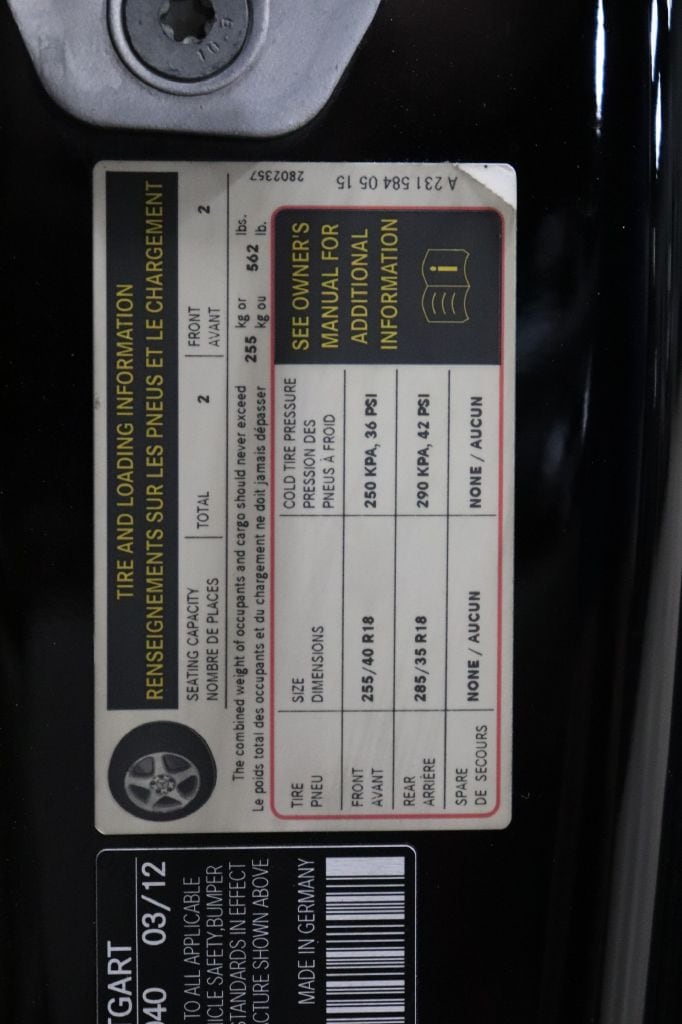 10.9
TIRE AND LOADING INFORMATION
RENSEIGNEMENTS SUR LES PNEUS ET LE CHARGEMENT
SEATING CAPACITY
NOMBRE DE PLACES
TOTAL 2
FRONT
AVANT
2
The combined weight of occupants and cargo should never exceed 255 kg or 562 lbs.
Le poids total des occupants et du chargement ne doit jamais dépasser kg ou lb.
TIRE
PNEU
SIZE
DIMENSIONS
COLD TIRE PRESSURE
PRESSION DES
PNEUS À FROID
FRONT
AVANT
255/40 R18
250 KPA, 36 PSI
REAR
ARRIÈRE
285/35 R18
290 KPA, 42 PSI
SPARE
DE SECOURS
NONE / AUCUN
NONE / AUCUN
SEE OWNER'S
MANUAL FOR
ADDITIONAL
INFORMATION
i
2802357
A 231 584 05 15
TGART
040 03/12
TO ALL APPLICABLE
ICLE SAFETY, BUMPER
STANDARDS IN EFFECT
CTURE SHOWN ABOVE
MADE IN GERMANY